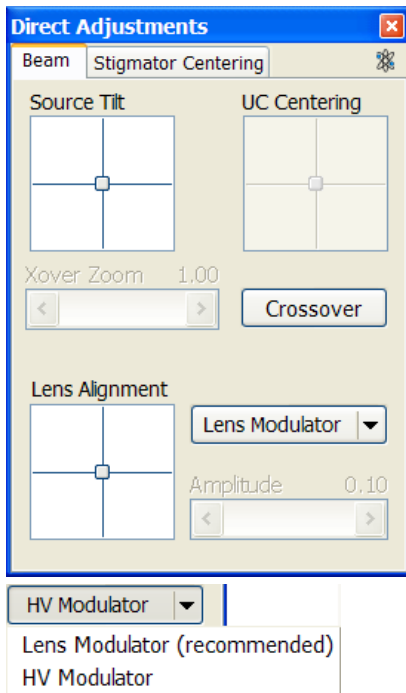 Direct Adjustments
Beam Stigmator Centering
Source Tilt UC Centering
Xover Zoom 1.00
Crossover
Lens Alignment
Lens Modulator
Amplitude 0.10
HV Modulator
Lens Modulator (recommended)
HV Modulator